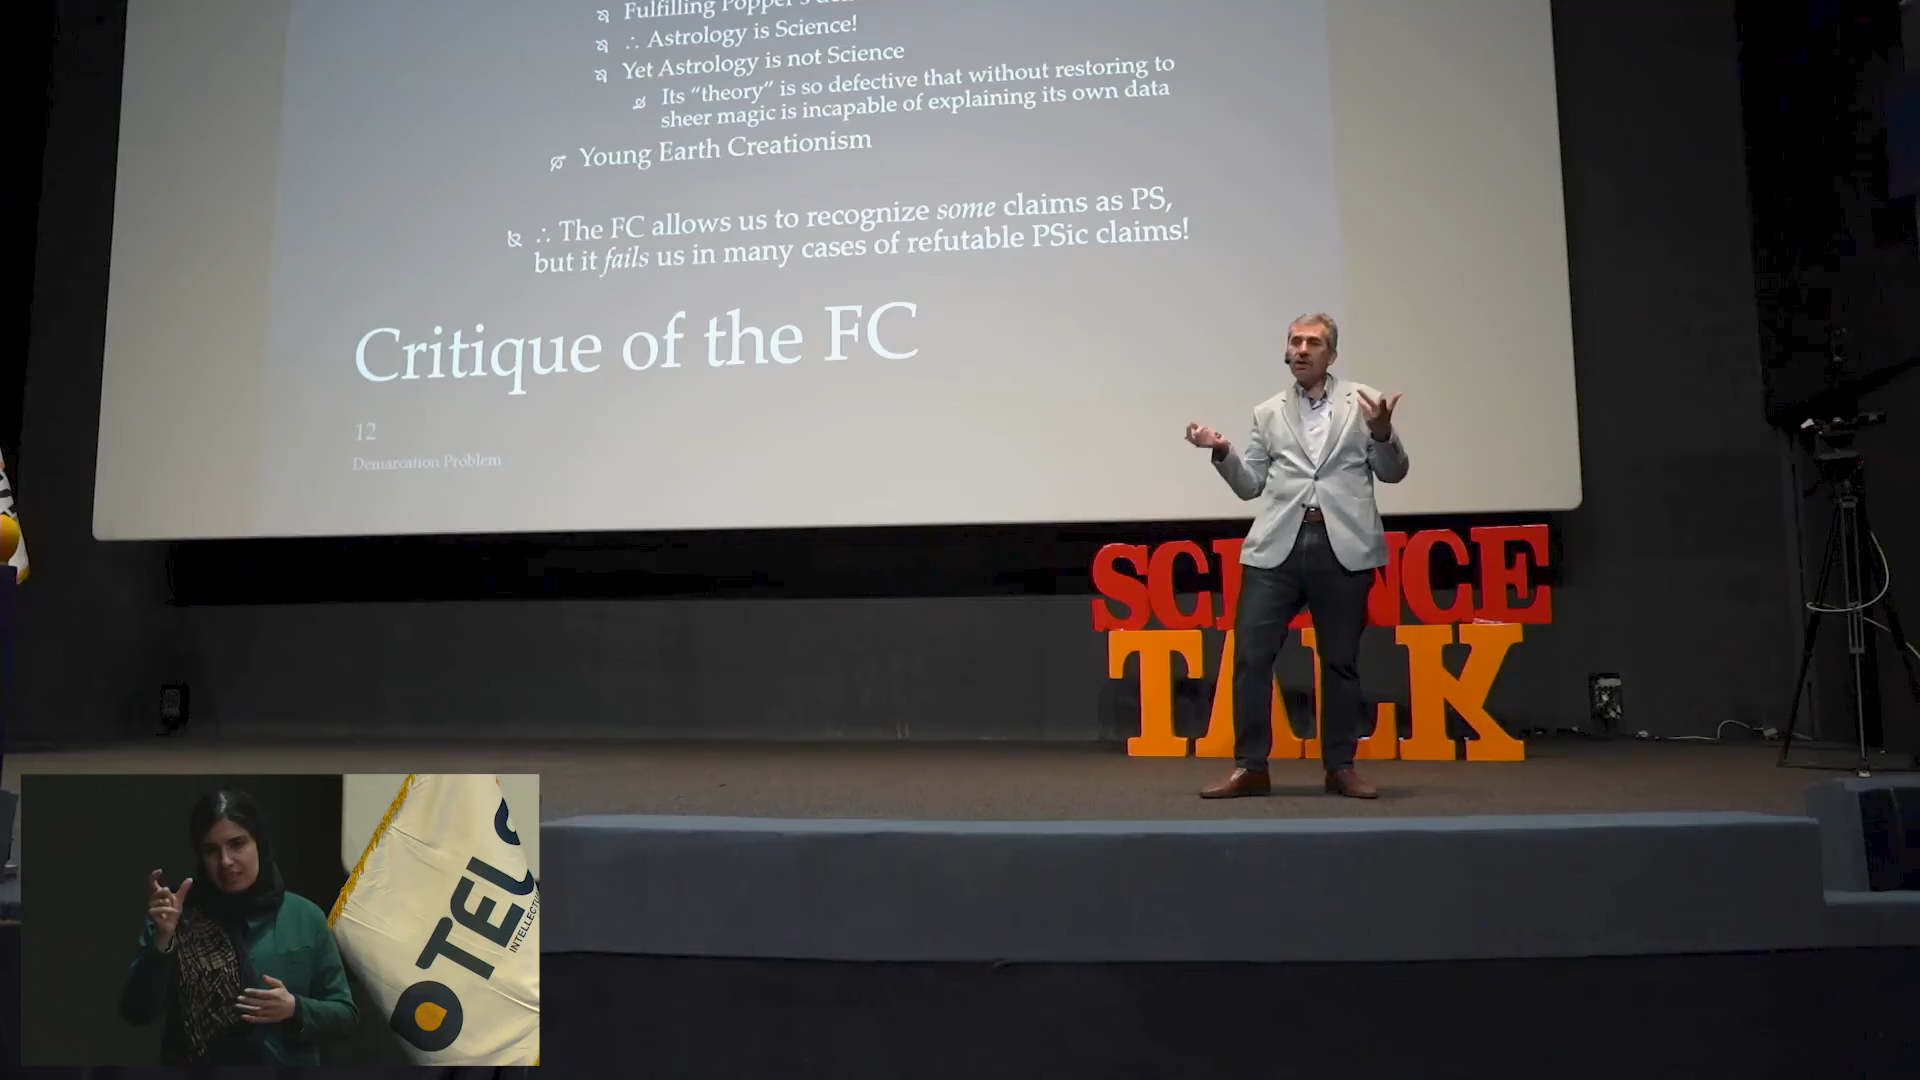 Fulfilling Popper's
∴ Astrology is Science!
Yet Astrology is not Science
Its “theory” is so defective that without restoring to
sheer magic is incapable of explaining its own data
Young Earth Creationism
∴ The FC allows us to recognize some claims as PS,
but it fails us in many cases of refutable PSic claims!
Critique of the FC
12
Demarcation Problem
SCIENCE
TALK